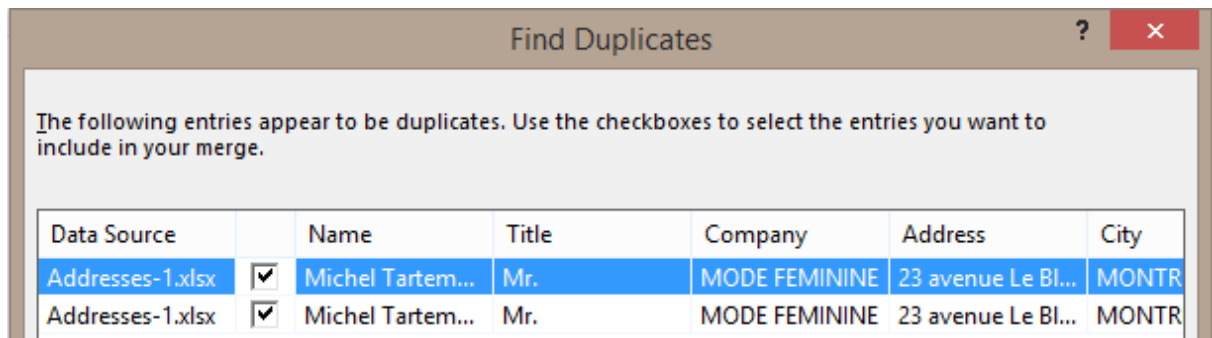 Find Duplicates ? ×
The following entries appear to be duplicates. Use the checkboxes to select the entries you want to
include in your merge.
Data Source Name Title Company Address City
Addresses-1.xlsx Michel Tartem... Mr. MODE FEMININE 23 avenue Le Bl... MONTR
Addresses-1.xlsx Michel Tartem... Mr. MODE FEMININE 23 avenue Le Bl... MONTR